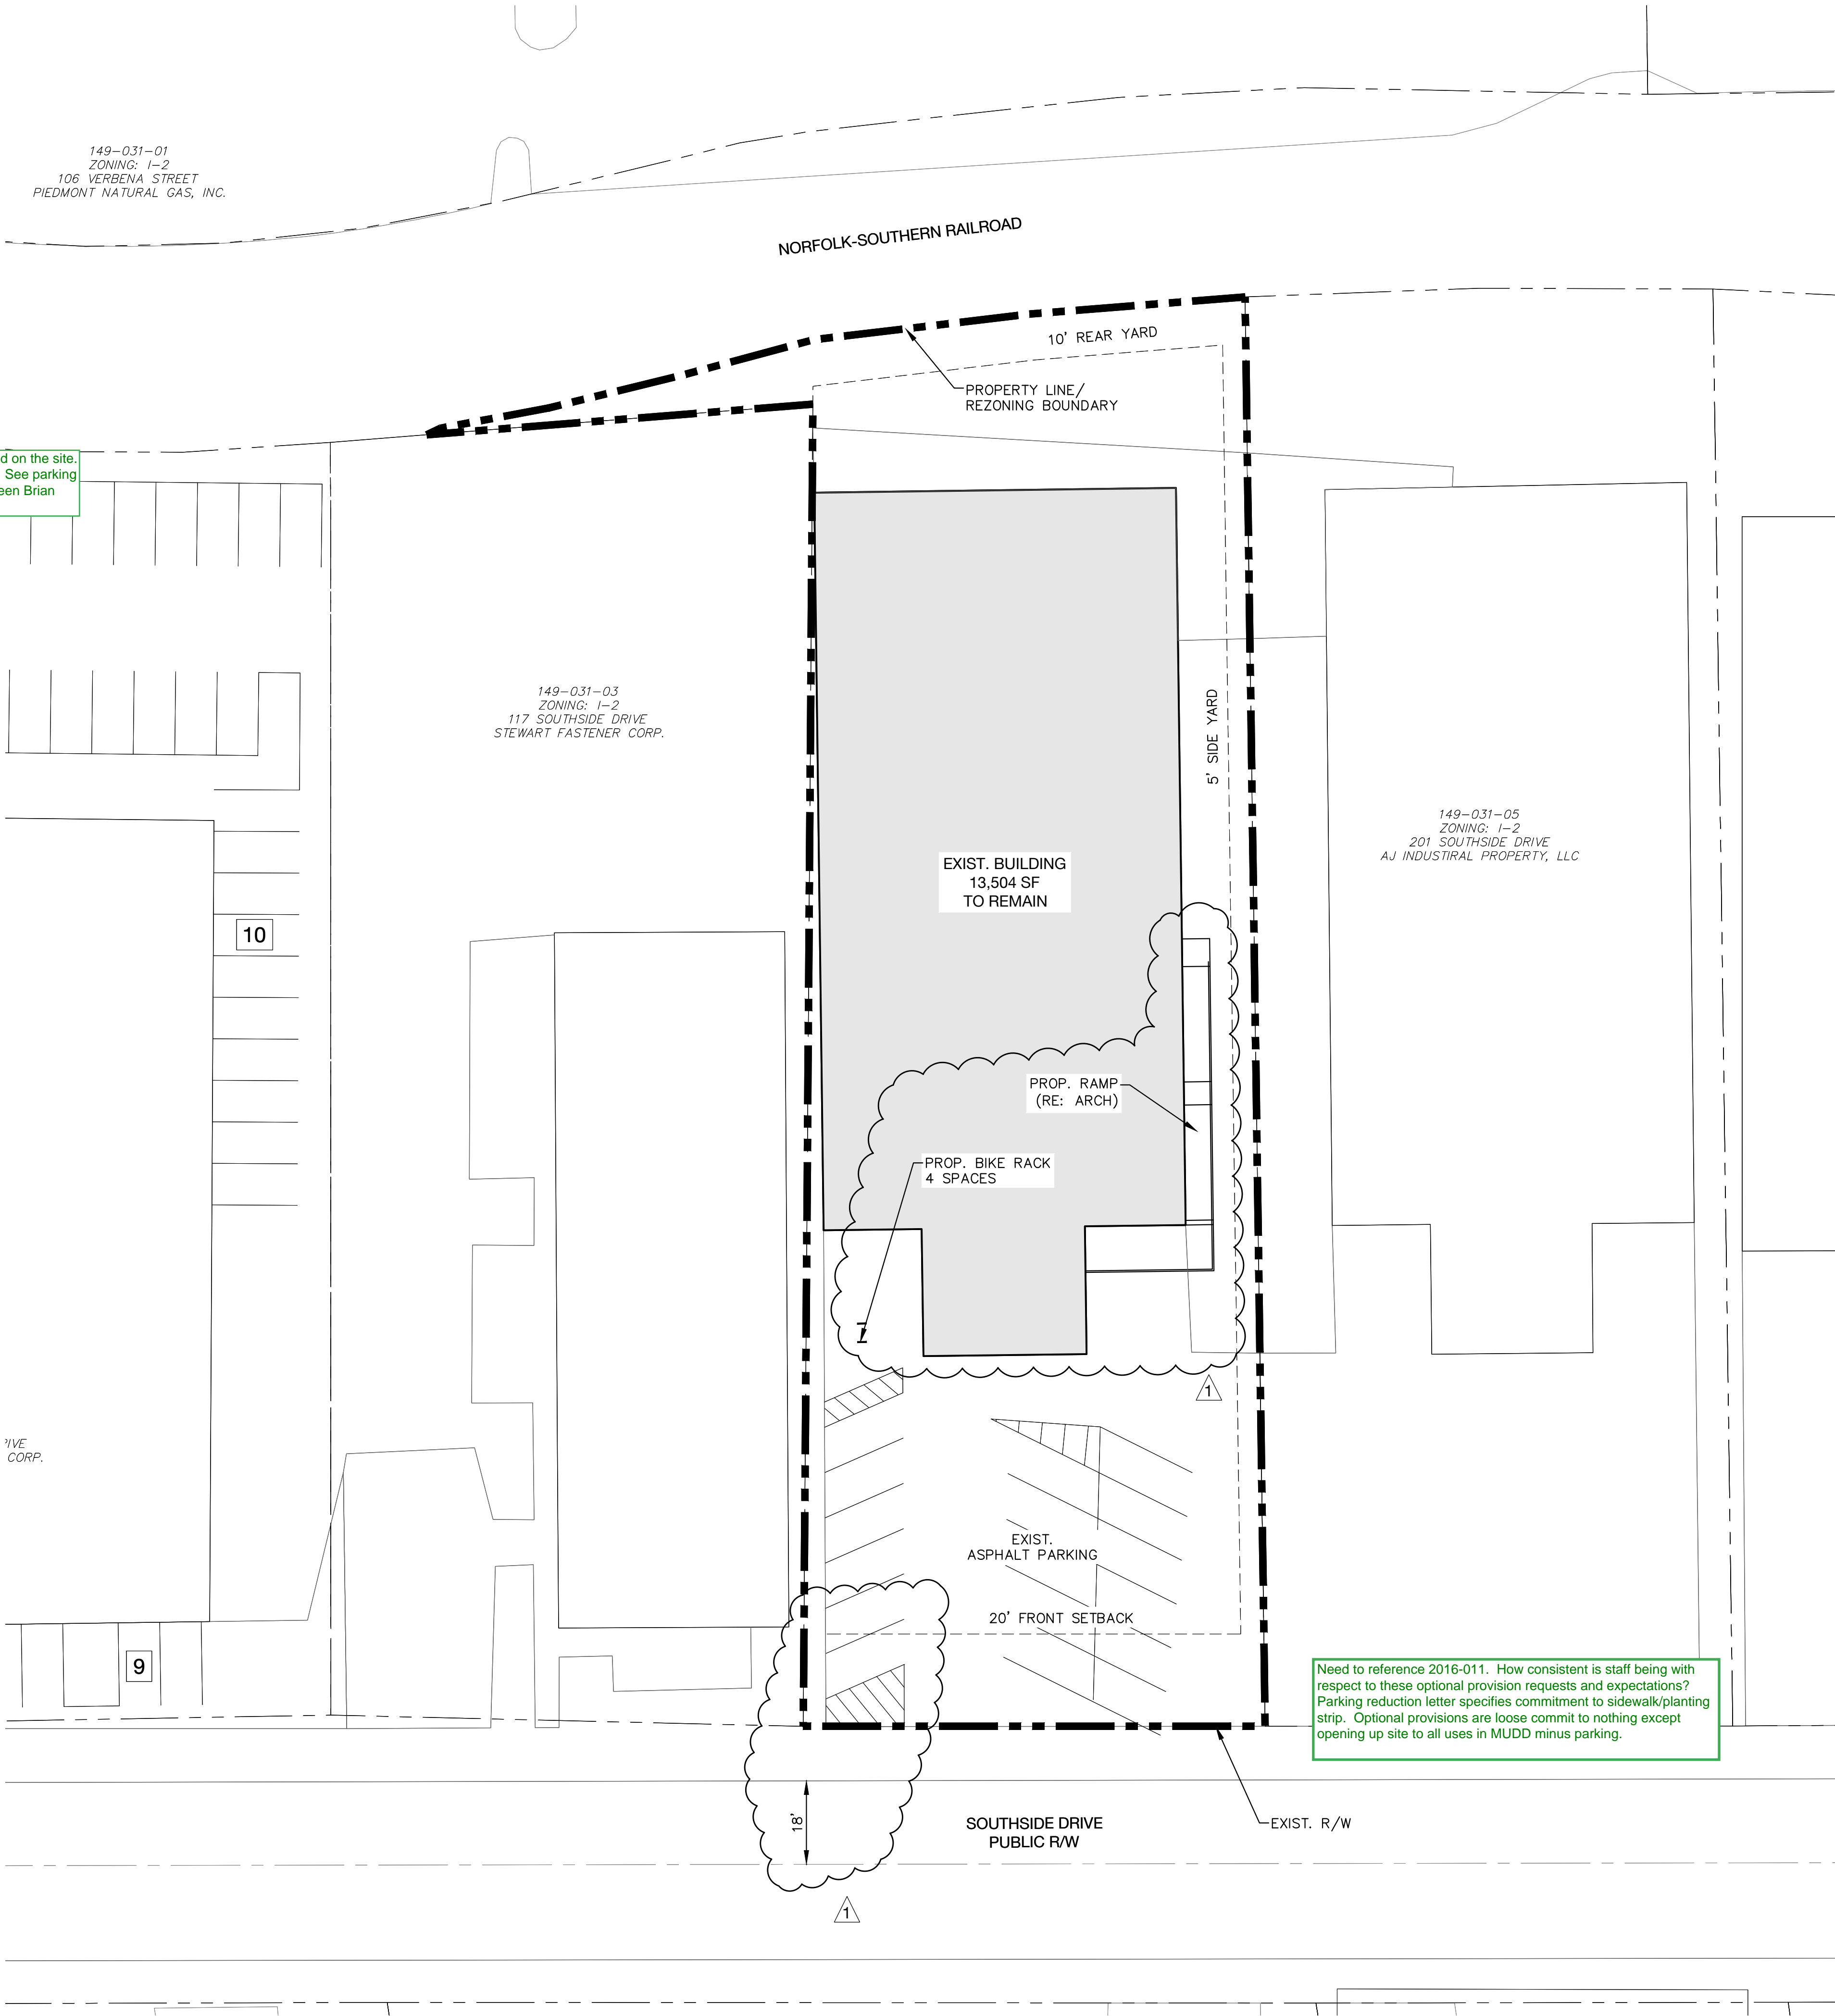 149-031-01
ZONING: I-2
106 VERBENA STREET
PIEDMONT NATURAL GAS, INC.
NORFOLK-SOUTHERN RAILROAD
10' REAR YARD
PROPERTY LINE/
REZONING BOUNDARY
d on the site.
See parking
een Brian
149-031-03
ZONING: I-2
117 SOUTHSIDE DRIVE
STEWART FASTENER CORP.
5' SIDE YARD
149-031-05
ZONING: I-2
201 SOUTHSIDE DRIVE
AJ INDUSTIRAL PROPERTY, LLC
EXIST. BUILDING
13,504 SF
TO REMAIN
10
PROP. RAMP
(RE: ARCH)
PROP. BIKE RACK
4 SPACES
1
IVE
CORP.
EXIST.
ASPHALT PARKING
20' FRONT SETBACK
9
Need to reference 2016-011. How consistent is staff being with
respect to these optional provision requests and expectations?
Parking reduction letter specifies commitment to sidewalk/planting
strip. Optional provisions are loose commit to nothing except
opening up site to all uses in MUDD minus parking.
18'
SOUTHSIDE DRIVE
PUBLIC R/W
EXIST. R/W
1